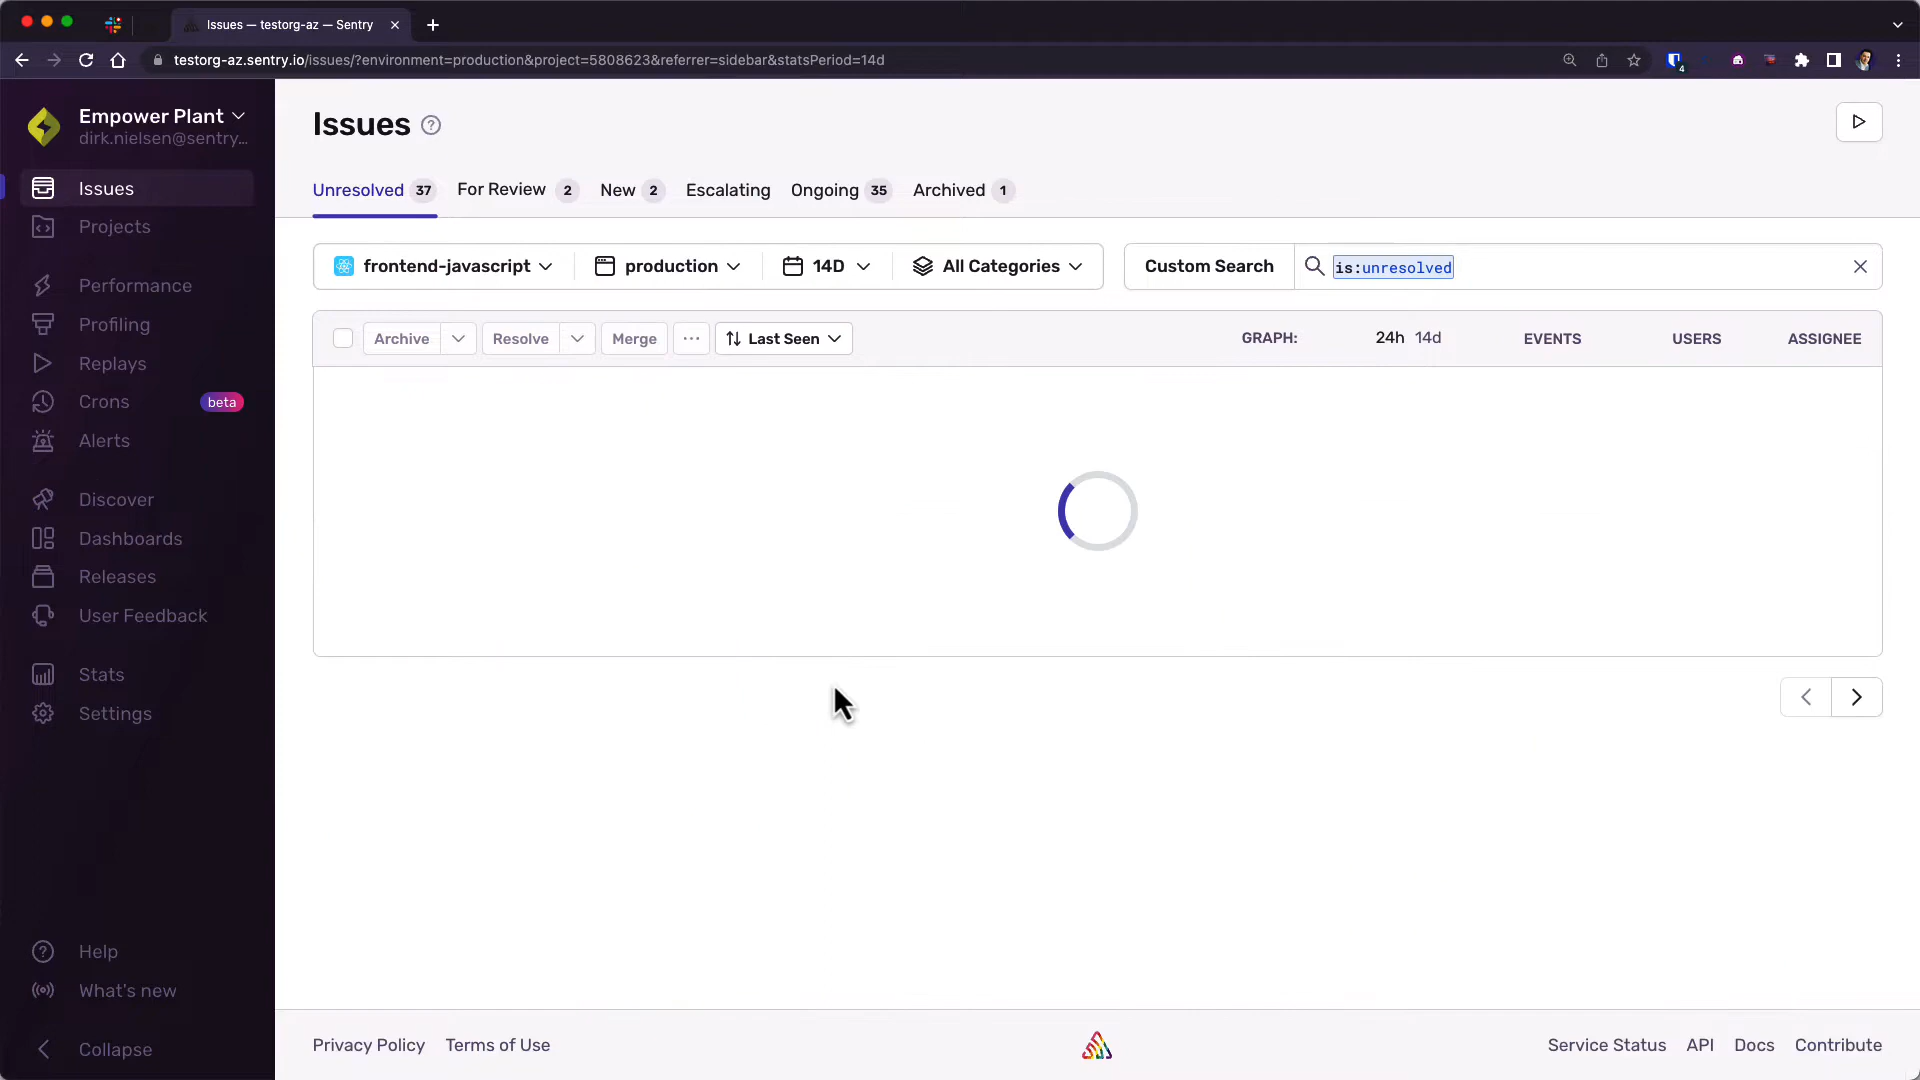 Issues — testorg-az — Sentry
testorg-az.sentry.io/issues/?environment=production&project=5808623&referrer=sidebar&statsPeriod=14d
4
Empower Plant
dirk.nielsen@sentry...
Issues
Projects
Performance
Profiling
Replays
Crons beta
Alerts
Discover
Dashboards
Releases
User Feedback
Stats
Settings
Help
What's new
Collapse
Issues
Unresolved 37 For Review 2 New 2 Escalating Ongoing 35 Archived 1
frontend-javascript production 14D All Categories Custom Search is:unresolved
Archive Resolve Merge ··· Last Seen GRAPH: 24h 14d EVENTS USERS ASSIGNEE
Privacy Policy Terms of Use Service Status API Docs Contribute